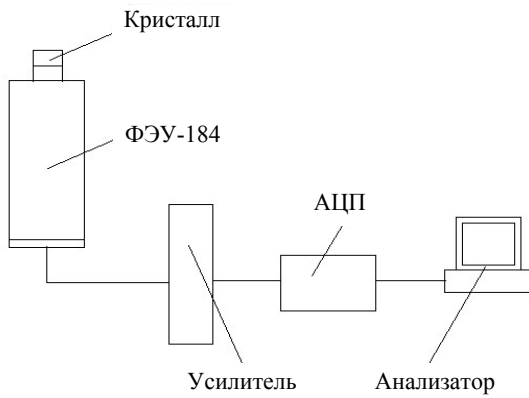 Кристалл
ФЭУ-184
АЦП
Усилитель
Анализатор